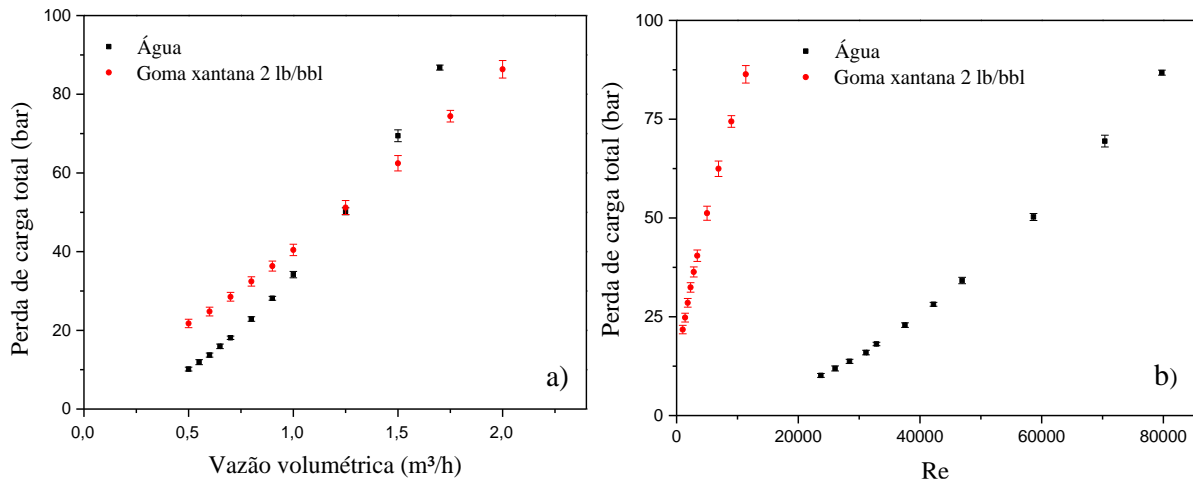 100
80
60
40
20
0
Perda de carga total (bar)
Água
Goma xantana 2 lb/bbl
a)
0,0
0,5
1,0
1,5
2,0
Vazão volumétrica (m³/h)
100
75
50
25
0
Perda de carga total (bar)
Água
Goma xantana 2 lb/bbl
b)
0
20000
40000
60000
80000
Re